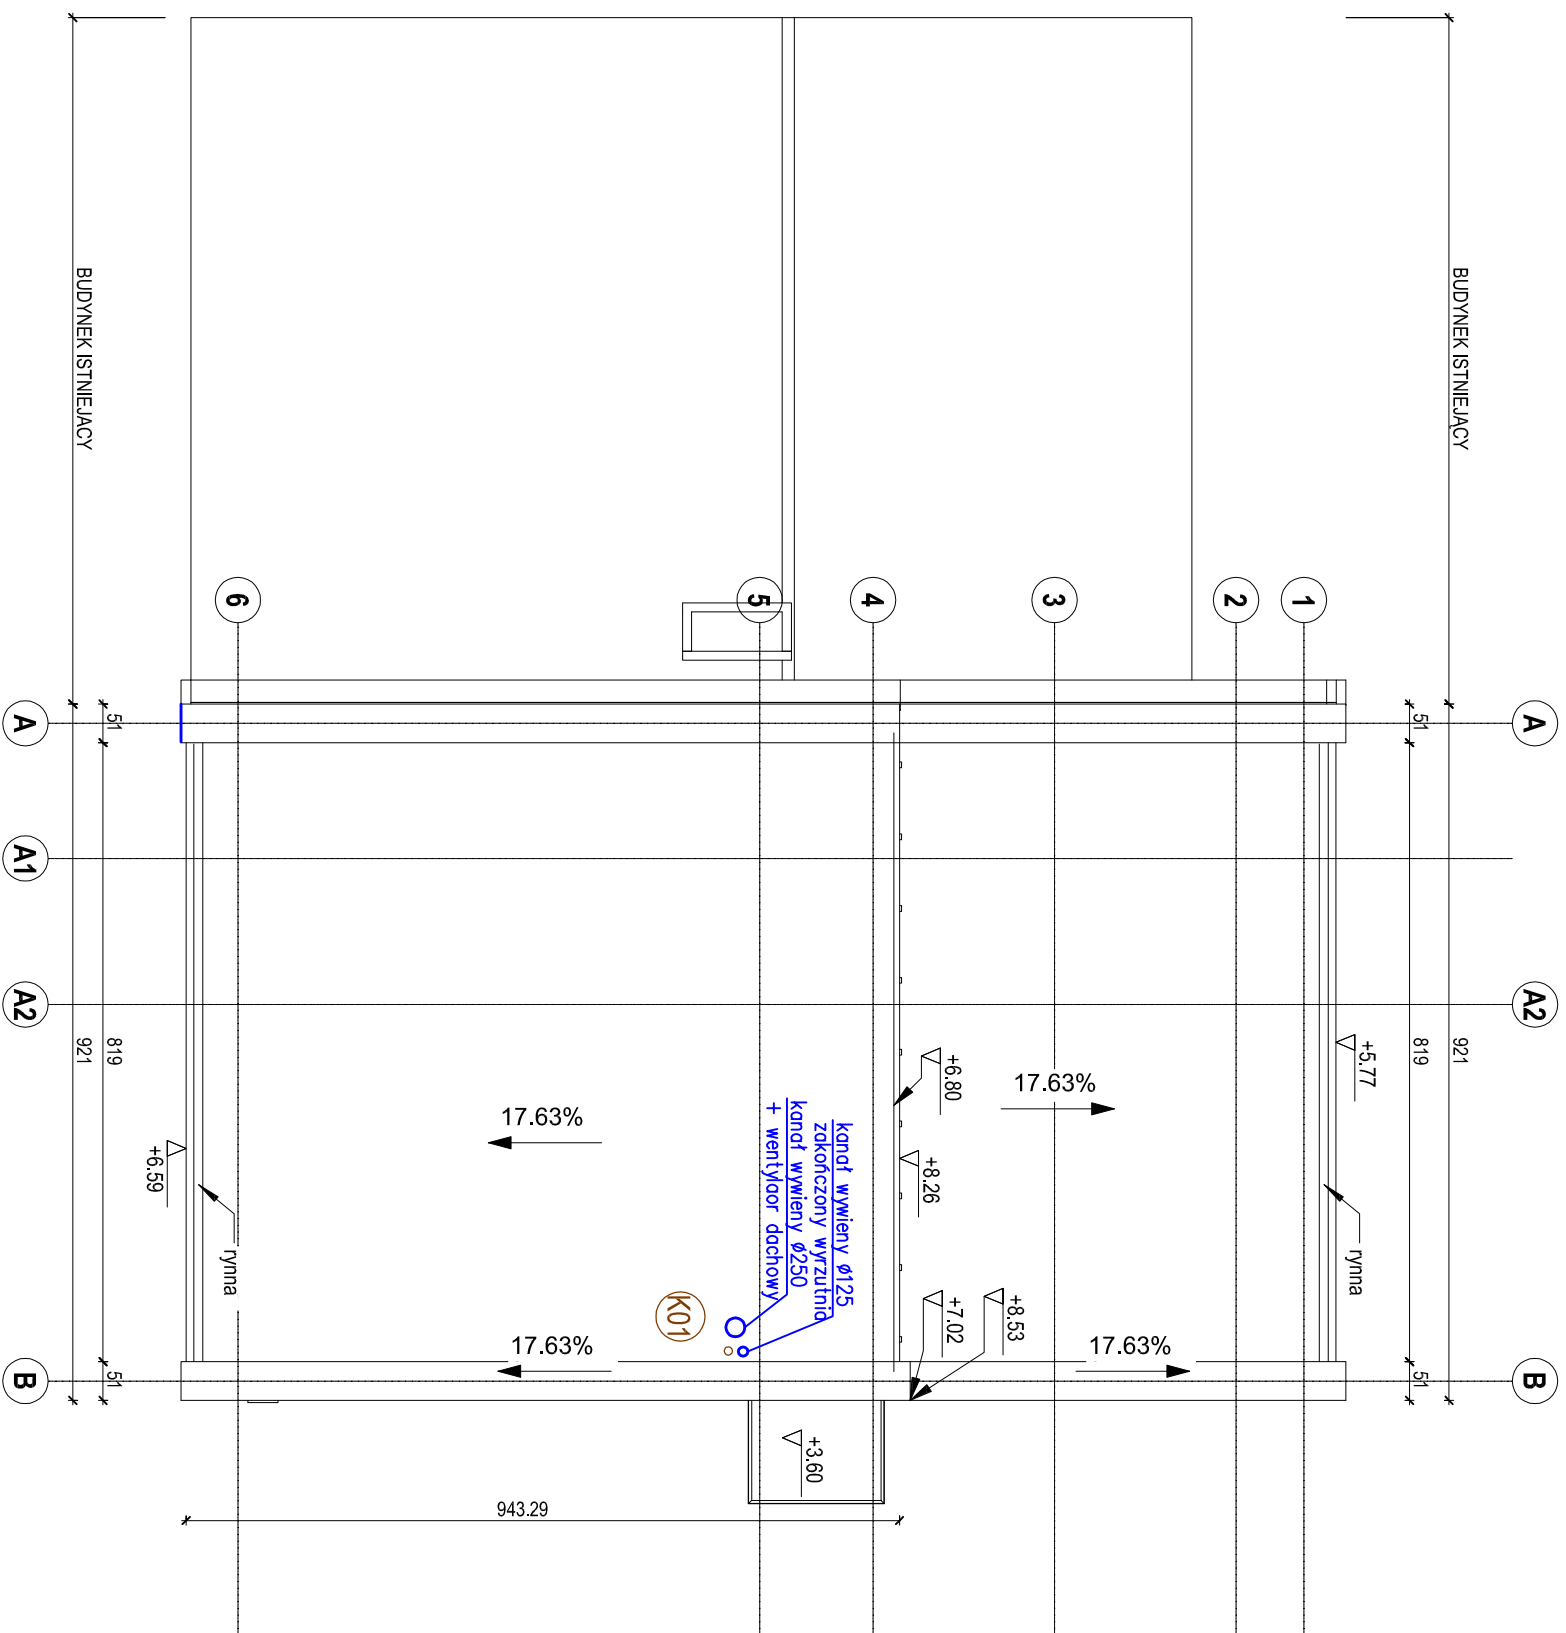 BUDYNEK ISTNIEJACY
BUDYNEK ISTNIEJĄCY
6
5
4
3
2
1
A
51
51
A
A1
A2
A2
921
819
819
921
+5.77
+6.80
17.63%
17.63%
+6.59
+8.26
kanał wywieny ø125
zakończony wyrzutnią
kanał wywieny ø250
+ wentylaor dachowy
rynna
rynna
K01
+7.02
+8.53
17.63%
17.63%
B
51
51
B
+3.60
943.29